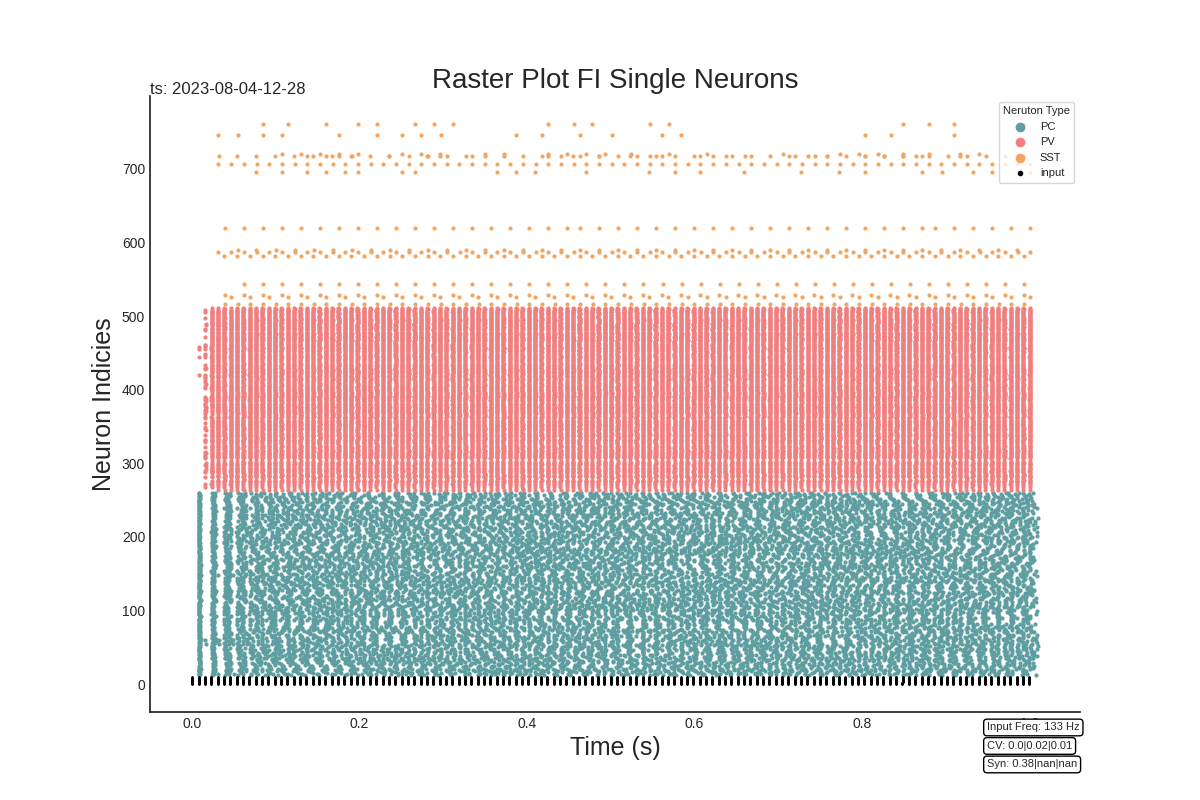 Raster Plot FI Single Neurons
ts: 2023-08-04-12-28
Neruton Type
PC
PV
SST
input
700
600
500
400
300
200
100
0
Neuron Indicies
0.0 0.2 0.4 0.6 0.8
Time (s)
Input Freq: 133 Hz
CV: 0.0|0.02|0.01
Syn: 0.38|nan|nan